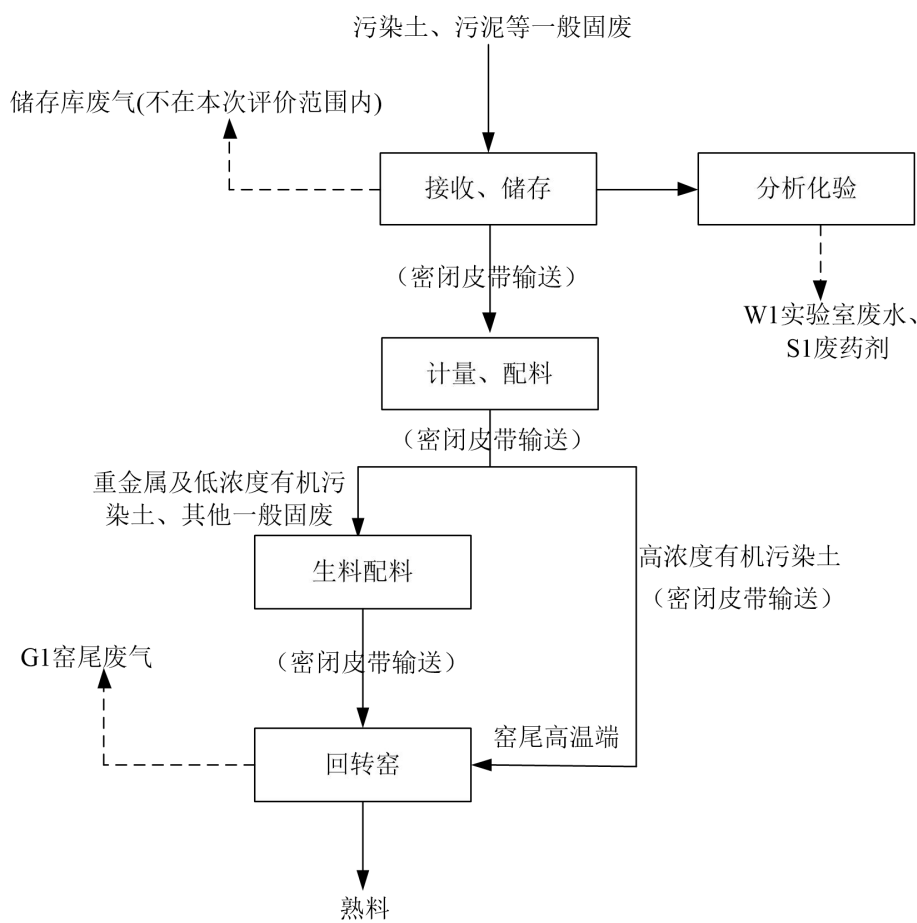 污染土、污泥等一般固废
储存库废气(不在本次评价范围内)
接收、储存
分析化验
（密闭皮带输送）
W1实验室废水、
S1废药剂
计量、配料
（密闭皮带输送）
重金属及低浓度有机污
染土、其他一般固废
高浓度有机污染土
（密闭皮带输送）
生料配料
G1窑尾废气
（密闭皮带输送）
窑尾高温端
回转窑
熟料